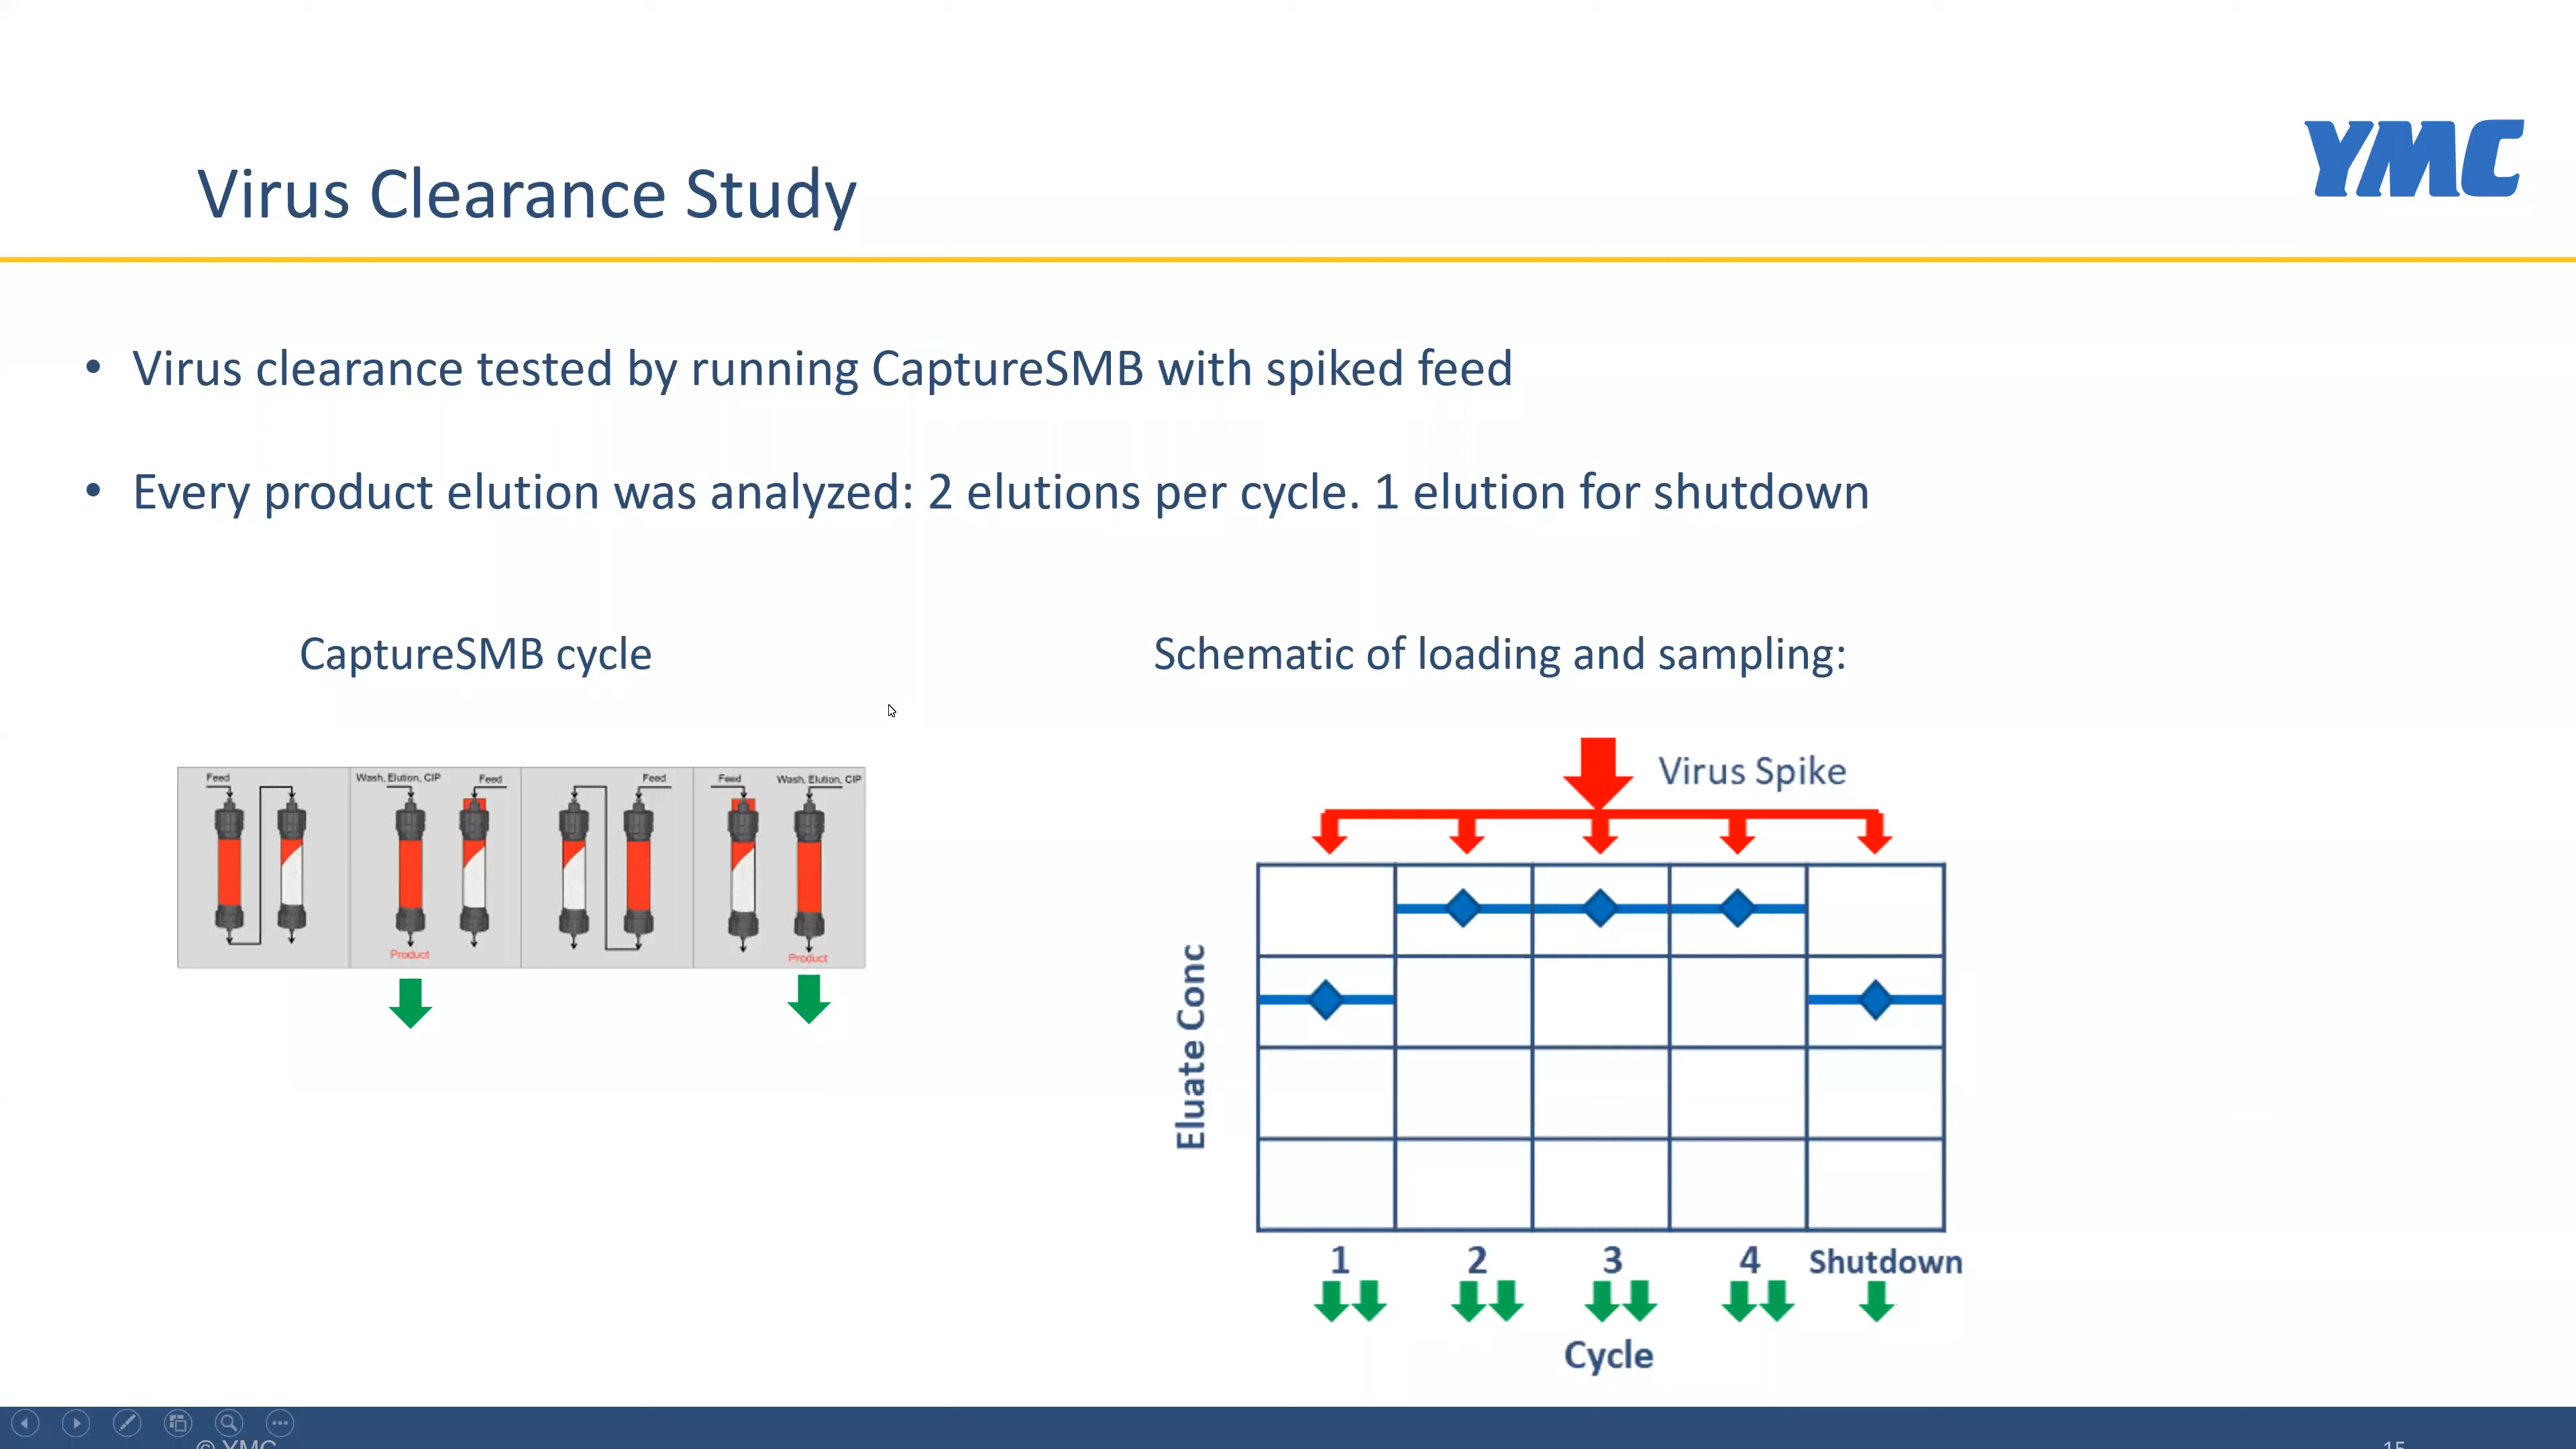 YMC
Virus Clearance Study
• Virus clearance tested by running CaptureSMB with spiked feed
• Every product elution was analyzed: 2 elutions per cycle. 1 elution for shutdown
CaptureSMB cycle
Feed
Wash, Elution, CIP
Feed
Feed
Feed
Wash, Elution, CIP
Product
Product
Schematic of loading and sampling:
Virus Spike
Eluate Conc
1 2 3 4 Shutdown
Cycle
© YMC
15